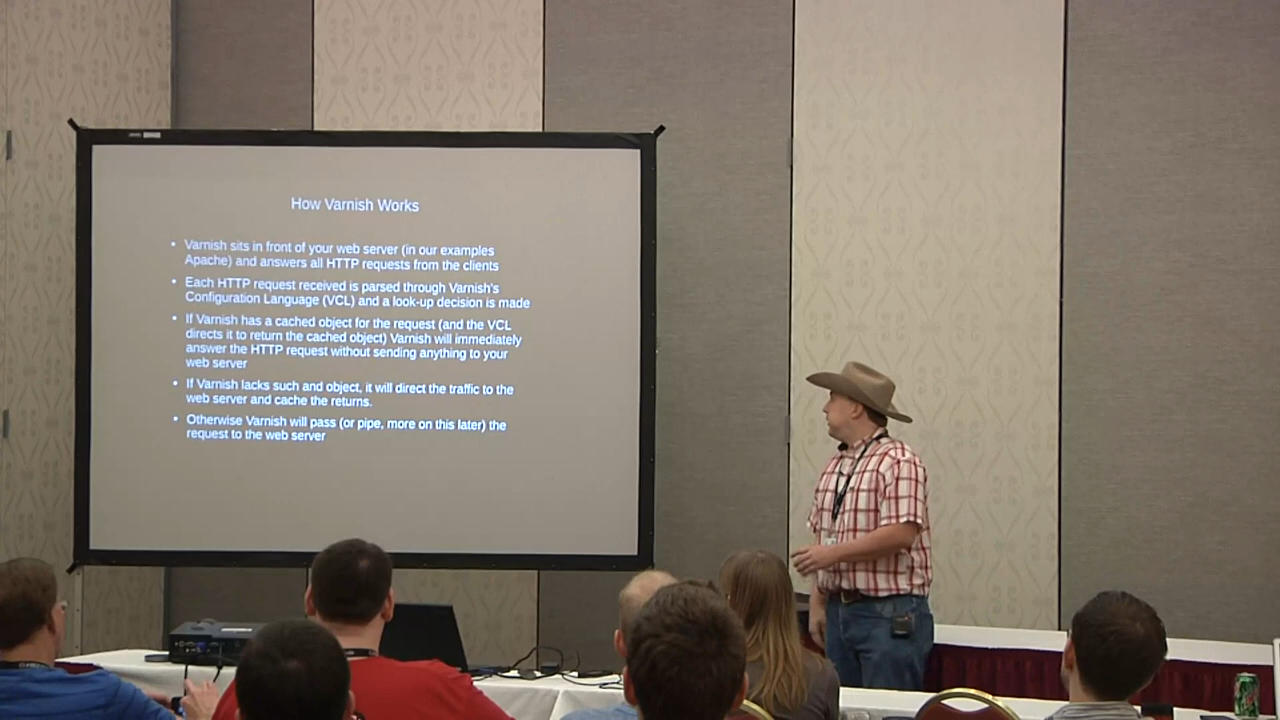 How Varnish Works
• Varnish sits in front of your web server (in our examples
Apache) and answers all HTTP requests from the clients
• Each HTTP request received is parsed through Varnish's
Configuration Language (VCL) and a look-up decision is made
• If Varnish has a cached object for the request (and the VCL
directs it to return the cached object) Varnish will immediately
answer the HTTP request without sending anything to your
web server
• If Varnish lacks such and object, it will direct the traffic to the
web server and cache the returns.
• Otherwise Varnish will pass (or pipe, more on this later) the
request to the web server